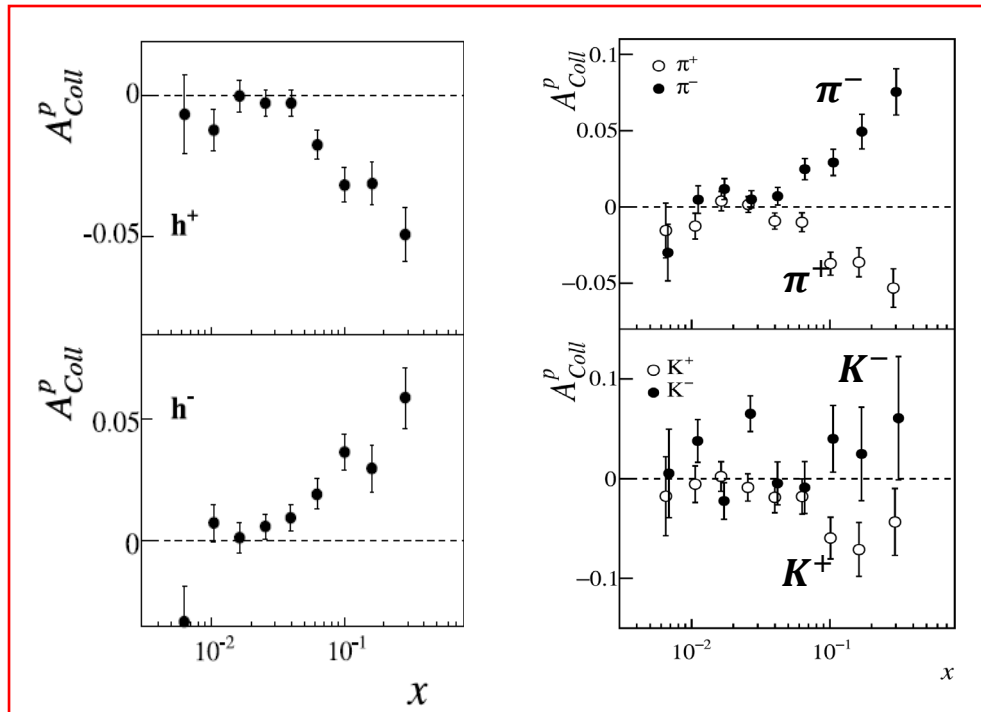 A^p_Coll
0
-0.05
h⁺
A^p_Coll
0.05
h⁻
0
10⁻²
10⁻¹
x
A^p_Coll
0.1
π⁺
π⁻
π⁻
0.05
0
π⁺
−0.05
A^p_Coll
K⁺
K⁻
K⁻
0.1
0
K⁺
−0.1
10⁻²
10⁻¹
x